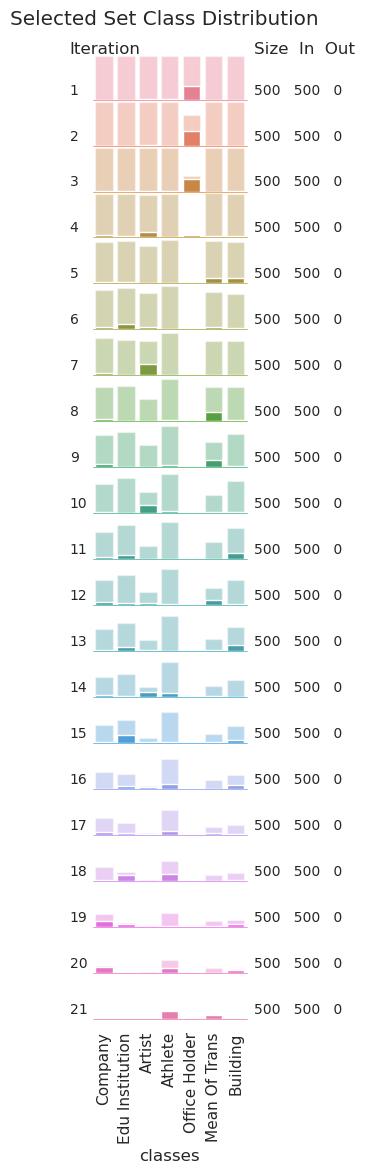 Selected Set Class Distribution
Iteration Size In Out
1 500 500 0
2 500 500 0
3 500 500 0
4 500 500 0
5 500 500 0
6 500 500 0
7 500 500 0
8 500 500 0
9 500 500 0
10 500 500 0
11 500 500 0
12 500 500 0
13 500 500 0
14 500 500 0
15 500 500 0
16 500 500 0
17 500 500 0
18 500 500 0
19 500 500 0
20 500 500 0
21 500 500 0
Company
Edu Institution
Artist
Athlete
Office Holder
Mean Of Trans
Building
classes